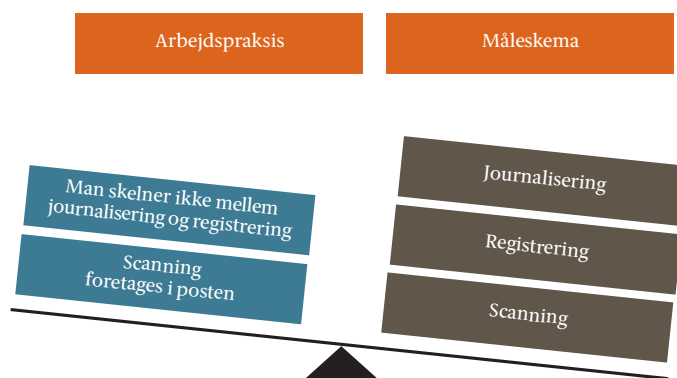 Arbejdspraksis
Måleskema
Man skelner ikke mellem
journalisering og registrering
Scanning
foretages i posten
Journalisering
Registrering
Scanning